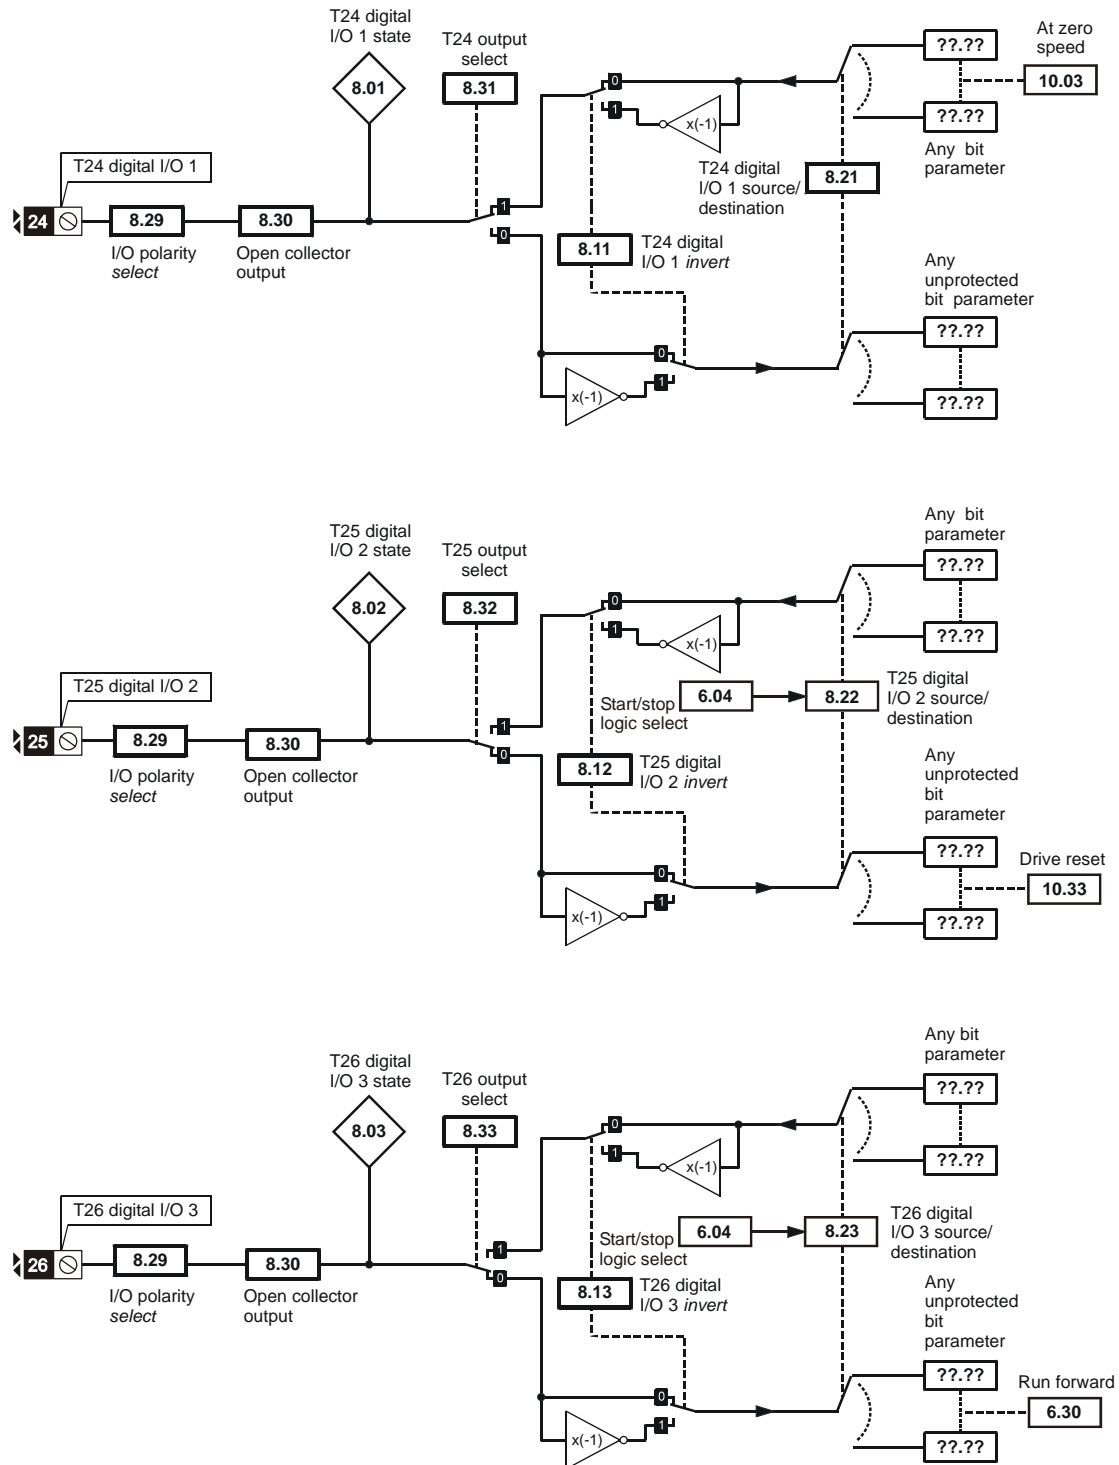 T24 digital
I/O 1 state
8.01
T24 output
select
8.31
0
1
x(-1)
??.??
??.??
Any bit
parameter
At zero
speed
10.03
T24 digital I/O 1
24
8.29
I/O polarity
select
8.30
Open collector
output
1
0
T24 digital
I/O 1 source/
destination
8.21
8.11
T24 digital
I/O 1 invert
Any
unprotected
bit parameter
??.??
??.??
0
1
x(-1)
T25 digital
I/O 2 state
8.02
T25 output
select
8.32
0
1
x(-1)
Any bit
parameter
??.??
??.??
T25 digital I/O 2
25
8.29
I/O polarity
select
8.30
Open collector
output
1
0
Start/stop
logic select
6.04
8.22
T25 digital
I/O 2 source/
destination
8.12
T25 digital
I/O 2 invert
Any
unprotected
bit
parameter
??.??
??.??
Drive reset
10.33
0
1
x(-1)
T26 digital
I/O 3 state
8.03
T26 output
select
8.33
0
1
x(-1)
Any bit
parameter
??.??
??.??
T26 digital I/O 3
26
8.29
I/O polarity
select
8.30
Open collector
output
1
0
Start/stop
logic select
6.04
8.23
T26 digital
I/O 3 source/
destination
8.13
T26 digital
I/O 3 invert
Any
unprotected
bit
parameter
??.??
??.??
Run forward
6.30
0
1
x(-1)